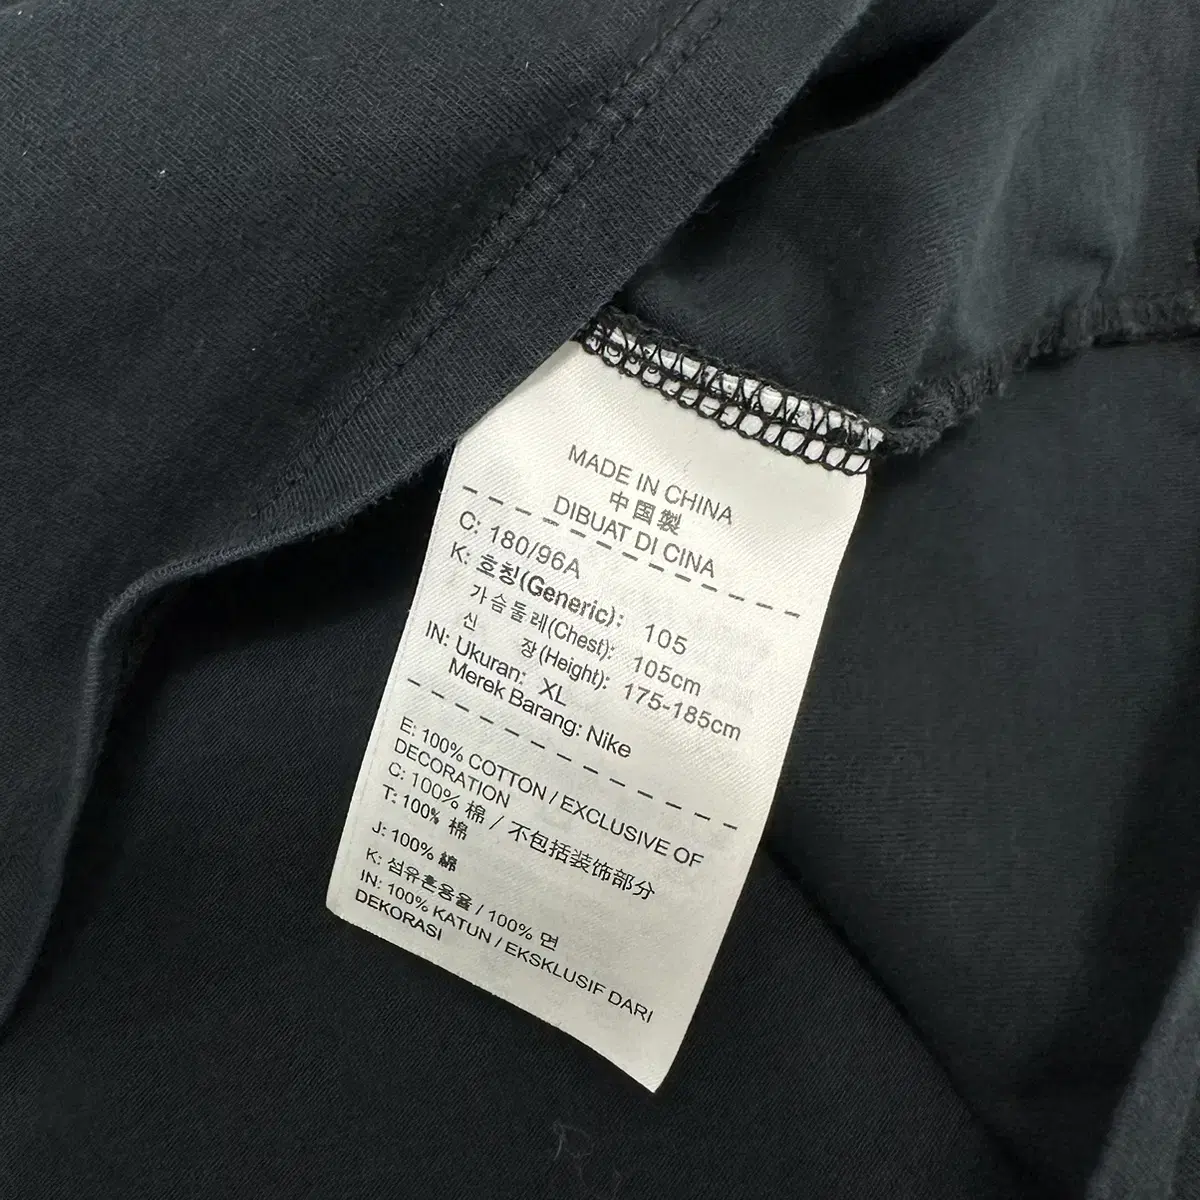 MADE IN CHINA
中国製
DIBUAT DI CINA
C: 180/96A
K: 호칭(Generic): 105
가슴둘레(Chest): 105cm
신 장(Height): 175-185cm
IN: Ukuran: XL
Merek Barang: Nike
E: 100% COTTON / EXCLUSIVE OF
DECORATION
C: 100% 棉 / 不包括装饰部分
T: 100% 棉
J: 100% 綿
K: 섬유혼용율 / 100% 면
IN: 100% KATUN / EKSKLUSIF DARI
DEKORASI